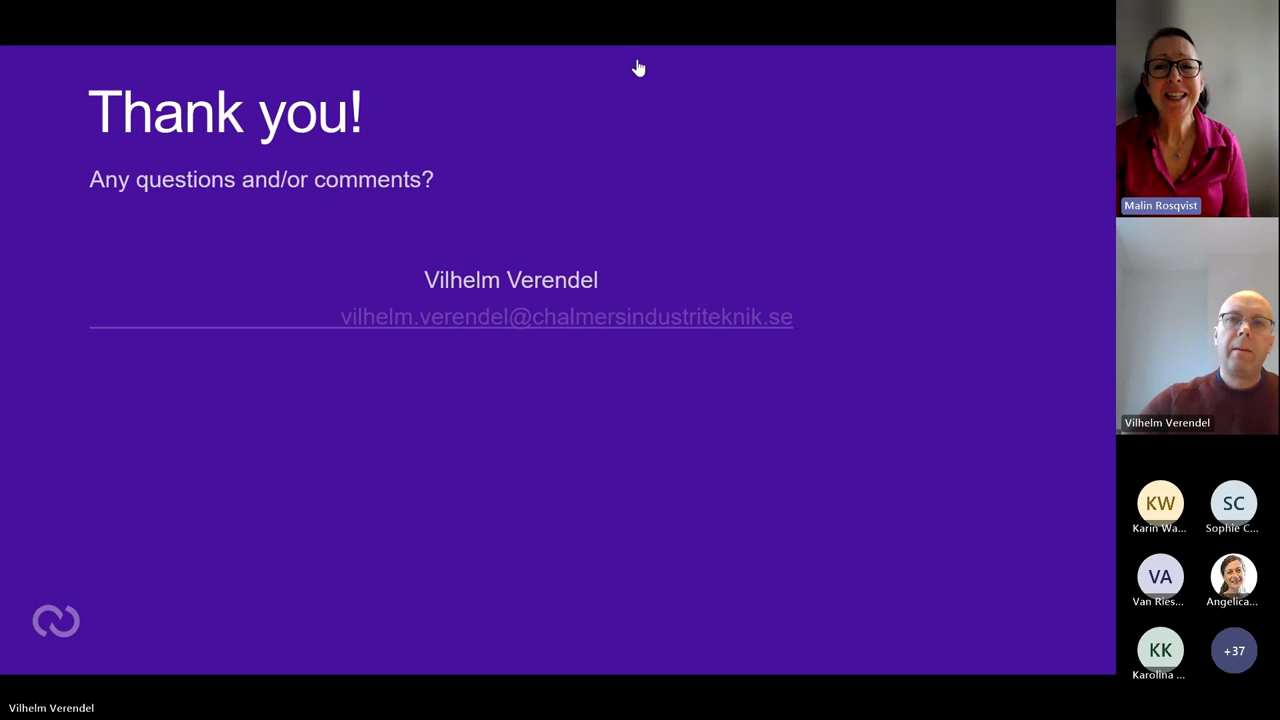 Thank you!
Any questions and/or comments?
Vilhelm Verendel
vilhelm.verendel@chalmersindustriteknik.se
Malin Rosqvist
Vilhelm Verendel
KW
SC
Karin Wa...
Sophie C...
VA
Van Ries...
Angelica...
KK
+37
Karolina ...
Vilhelm Verendel